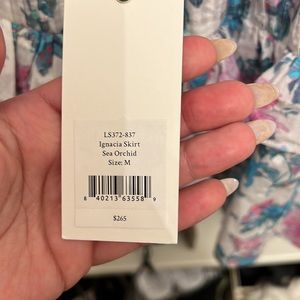 LS372-837
Ignacia Skirt
Sea Orchid
Size: M
8 40213 63558 9
$265